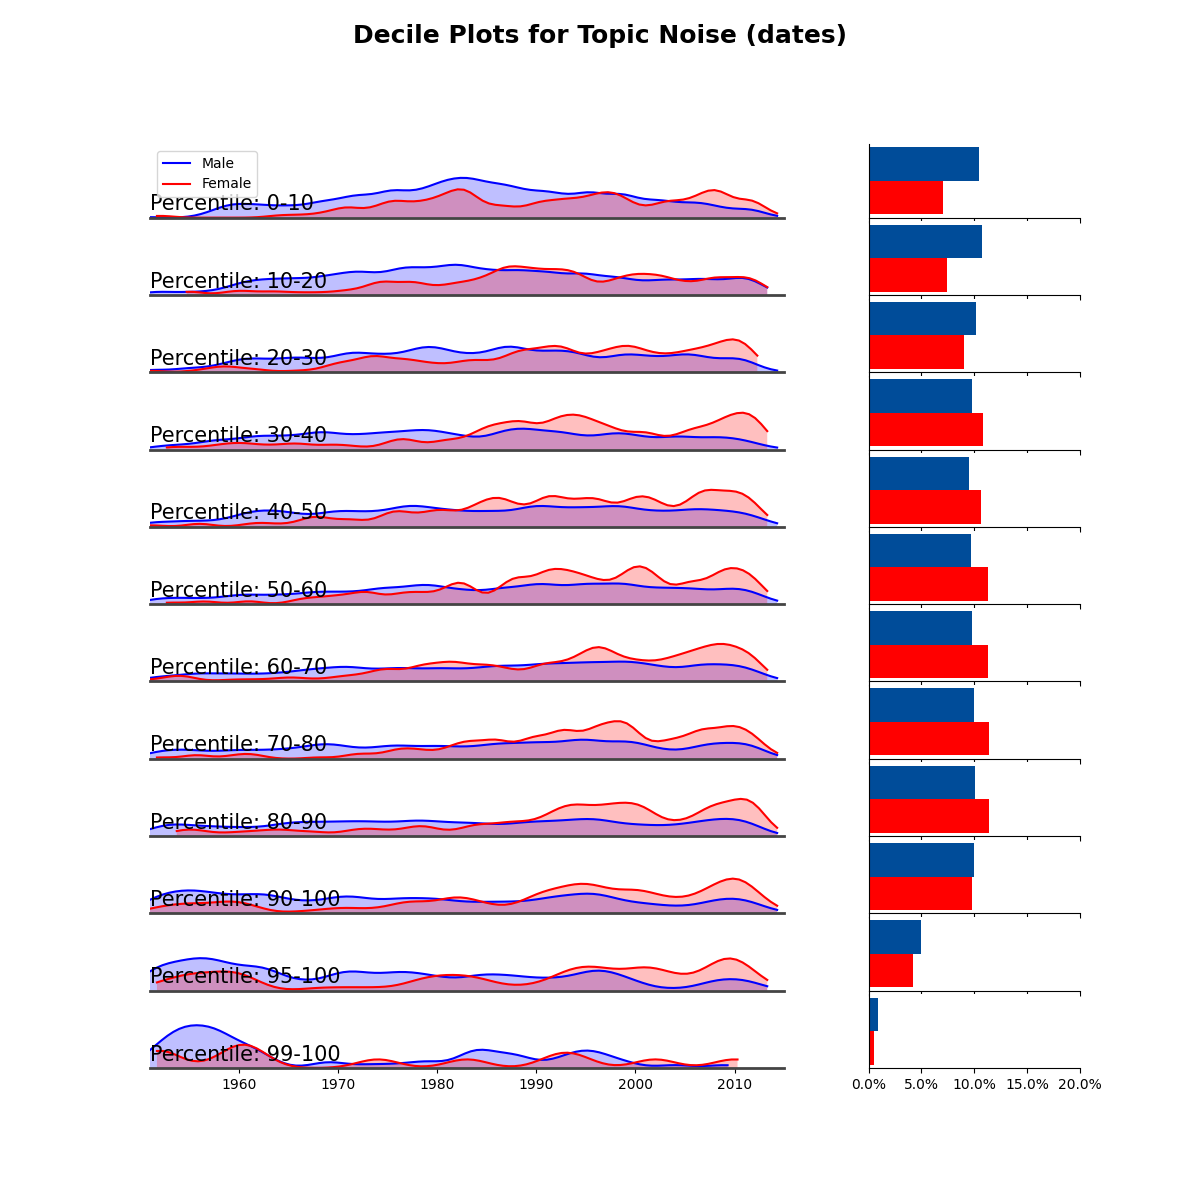 Decile Plots for Topic Noise (dates)
Male
Female
Percentile: 0-10
Percentile: 10-20
Percentile: 20-30
Percentile: 30-40
Percentile: 40-50
Percentile: 50-60
Percentile: 60-70
Percentile: 70-80
Percentile: 80-90
Percentile: 90-100
Percentile: 95-100
Percentile: 99-100
1960 1970 1980 1990 2000 2010
0.0% 5.0% 10.0% 15.0% 20.0%